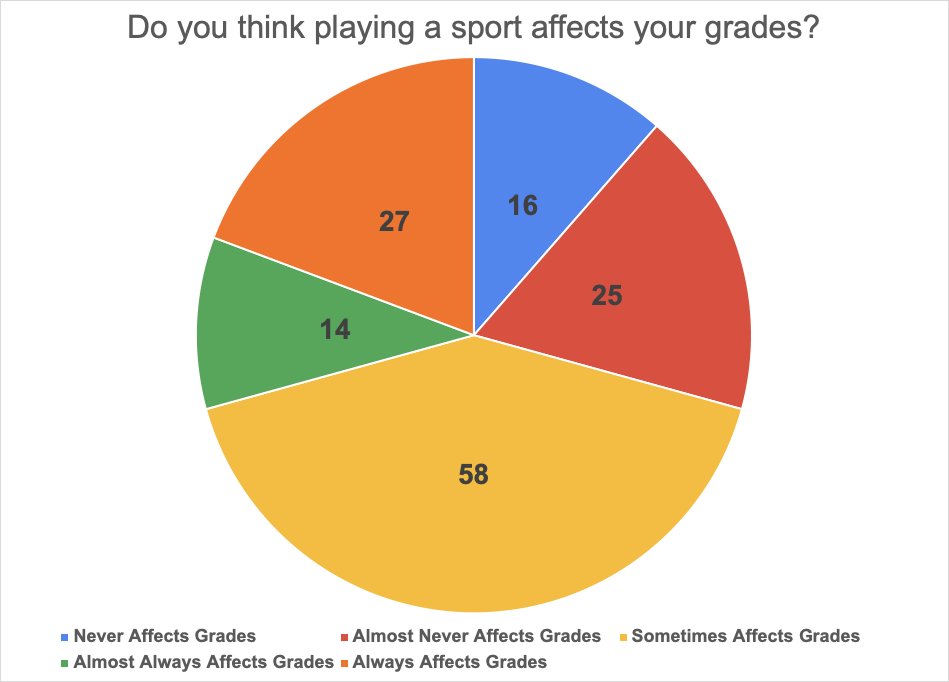 Do you think playing a sport affects your grades?
16
27
25
14
58
Never Affects Grades
Almost Never Affects Grades
Sometimes Affects Grades
Almost Always Affects Grades
Always Affects Grades